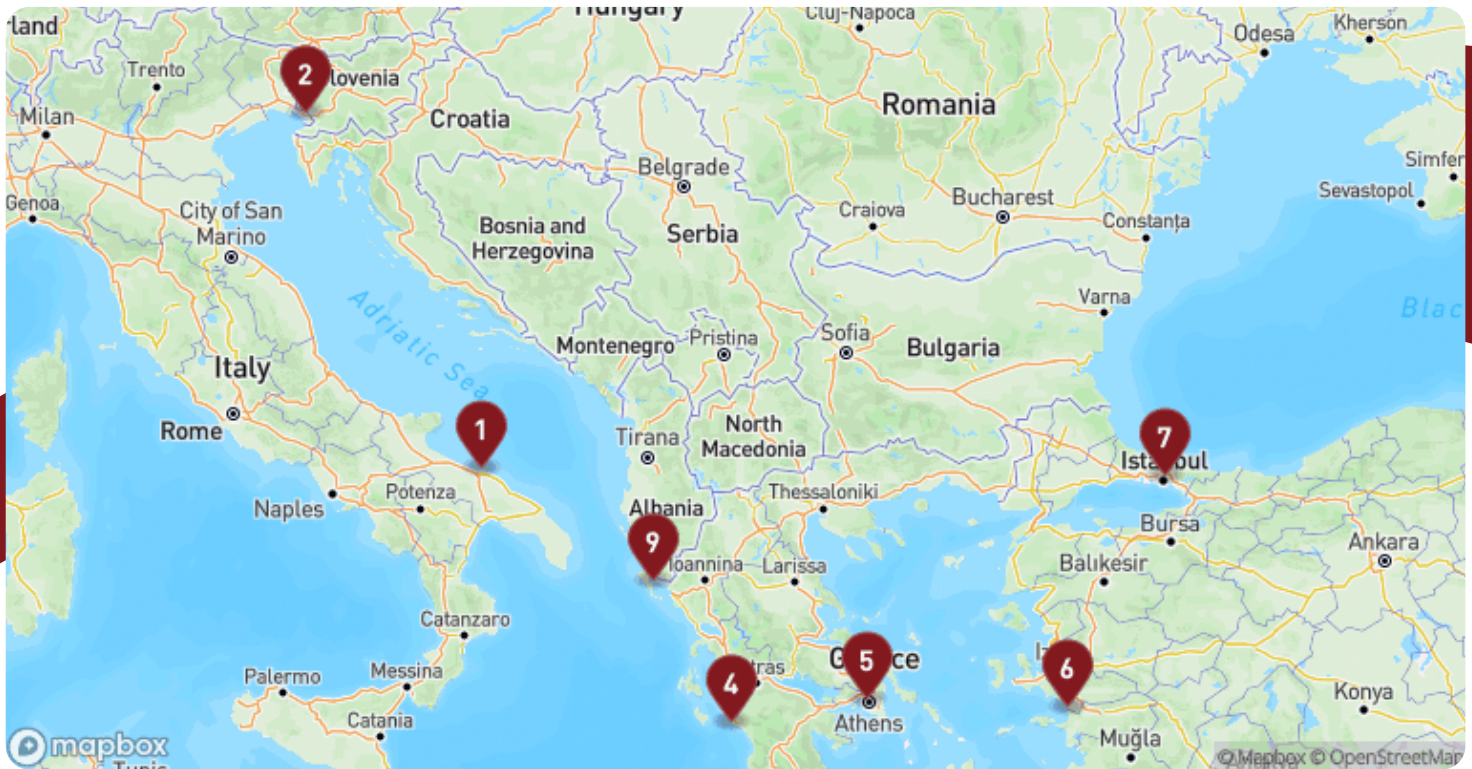 Hungary
Cluj-Napoca
Kherson
Odesa
rland
Trento
2
lovenia
Romania
Milan
Croatia
Simfer
Belgrade
Sevastopol
Genoa
City of San
Marino
Craiova
Bucharest
Constanța
Bosnia and
Herzegovina
Serbia
Adriatic Sea
Varna
Blac
Montenegro
Pristina
Sofia
Bulgaria
Italy
Rome
1
Tirana
North
Macedonia
7
Istanbul
Naples
Potenza
Thessaloniki
Albania
Bursa
9
Ioannina
Larissa
Balıkesir
Ankara
Catanzaro
Palermo
Messina
4
tras
5
6
Konya
Catania
Athens
Muğla
mapbox
© Mapbox © OpenStreetMap